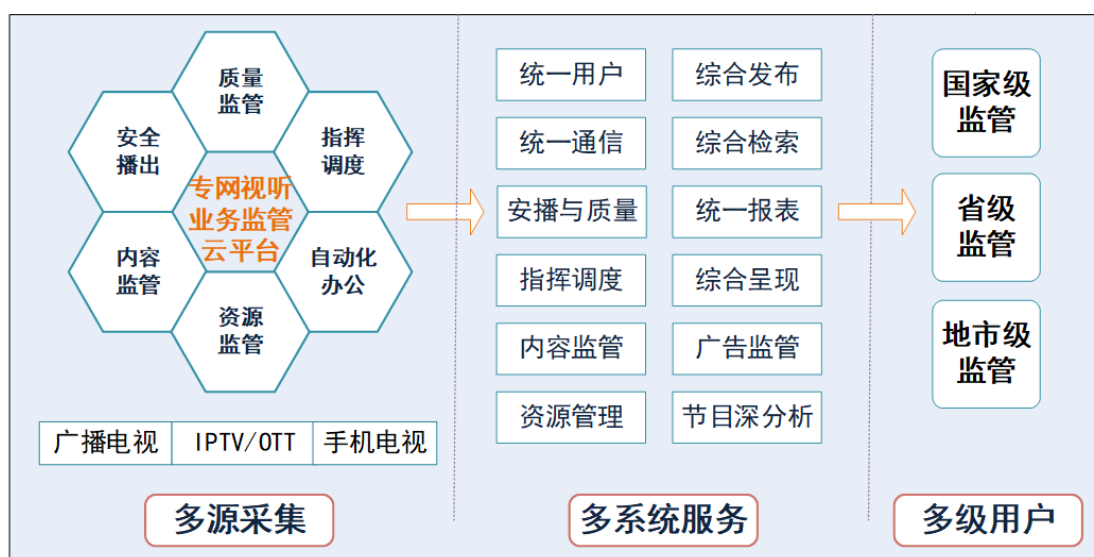 质量
监管
安全
播出
指挥
调度
专网视听
业务监管
云平台
内容
监管
自动化
办公
资源
监管
广播电视
IPTV/OTT
手机电视
多源采集
统一用户
综合发布
统一通信
综合检索
安播与质量
统一报表
指挥调度
综合呈现
内容监管
广告监管
资源管理
节目深分析
多系统服务
国家级
监管
省级
监管
地市级
监管
多级用户